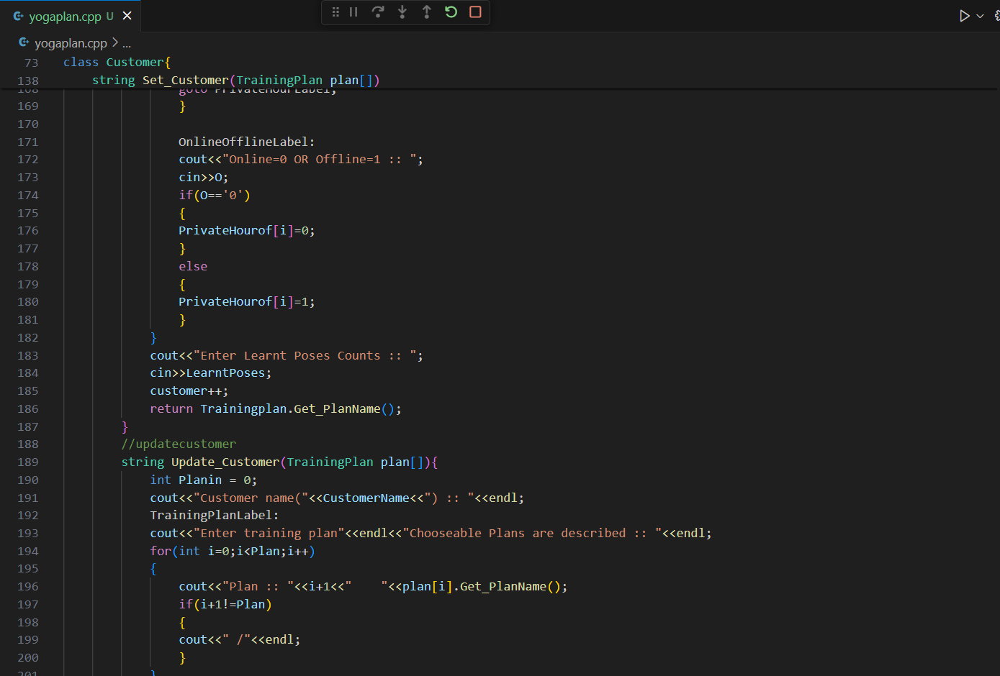 yogaplan.cpp U
yogaplan.cpp > ...
73 class Customer{
138 string Set_Customer(TrainingPlan plan[])
168 goto PrivateHourLabel;
169 }
170
171 OnlineOfflineLabel:
172 cout<<"Online=0 OR Offline=1 :: ";
173 cin>>O;
174 if(O=='0')
175 {
176 PrivateHourof[i]=0;
177 }
178 else
179 {
180 PrivateHourof[i]=1;
181 }
182 }
183 cout<<"Enter Learnt Poses Counts :: ";
184 cin>>LearntPoses;
185 customer++;
186 return Trainingplan.Get_PlanName();
187 }
188 //updatecustomer
189 string Update_Customer(TrainingPlan plan[]){
190 int Planin = 0;
191 cout<<"Customer name("<<CustomerName<<") :: "<<endl;
192 TrainingPlanLabel:
193 cout<<"Enter training plan"<<endl<<"Chooseable Plans are described :: "<<endl;
194 for(int i=0;i<Plan;i++)
195 {
196 cout<<"Plan :: "<<i+1<<"    "<<plan[i].Get_PlanName();
197 if(i+1!=Plan)
198 {
199 cout<<" /"<<endl;
200 }
201 }